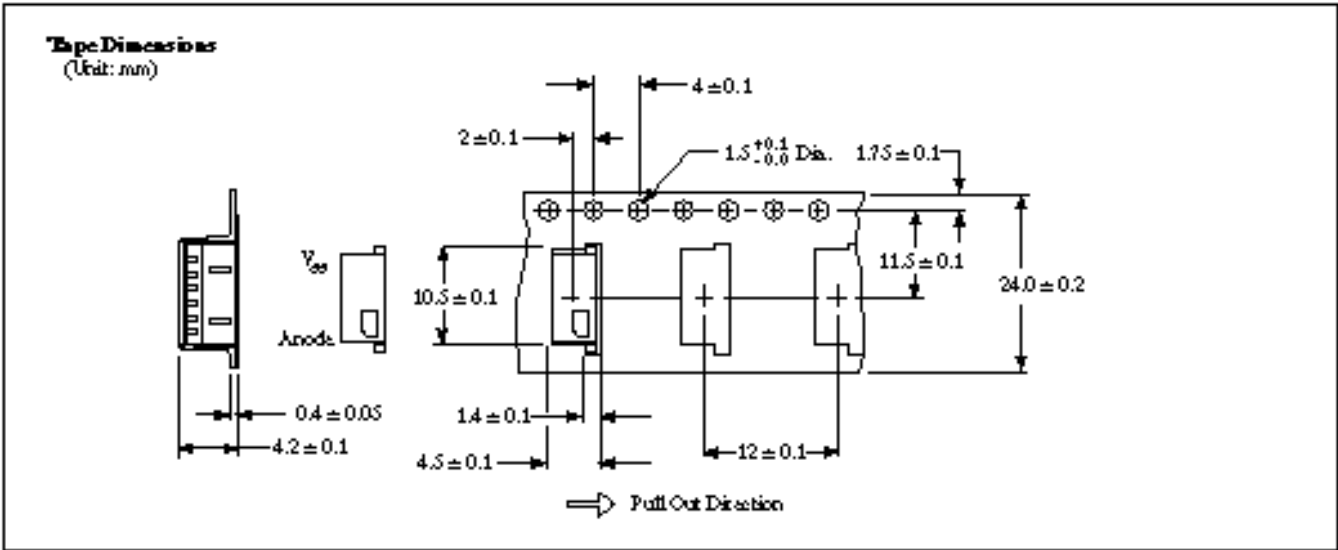 Tape Dimensions
(Unit: mm)
4 ± 0.1
2 ± 0.1
1.5 +0.1 -0.0 Dia.
1.75 ± 0.1
11.5 ± 0.1
24.0 ± 0.2
10.5 ± 0.1
Anode
0.4 ± 0.05
4.2 ± 0.1
1.4 ± 0.1
4.5 ± 0.1
12 ± 0.1
Pull Out Direction